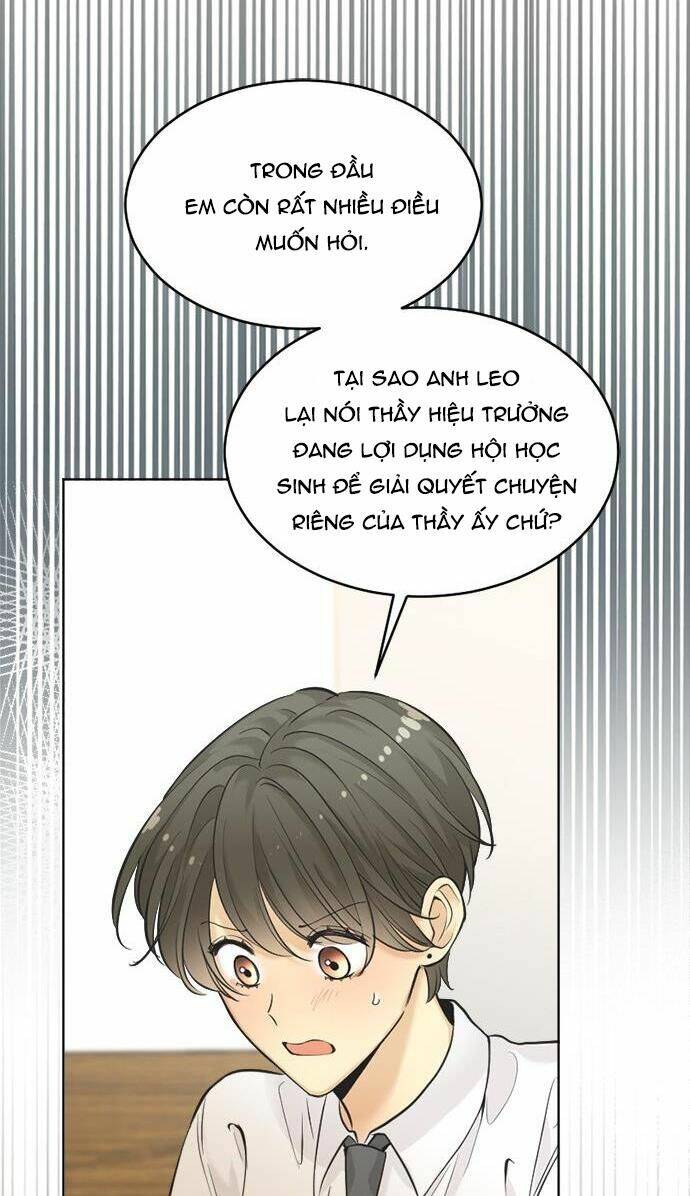 TRONG ĐẦU
EM CÒN RẤT NHIỀU ĐIỀU
MUỐN HỎI.
TẠI SAO ANH LEO
LẠI NÓI THẦY HIỆU TRƯỞNG
ĐANG LỢI DỤNG HỘI HỌC
SINH ĐỂ GIẢI QUYẾT CHUYỆN
RIÊNG CỦA THẦY ẤY CHỨ?